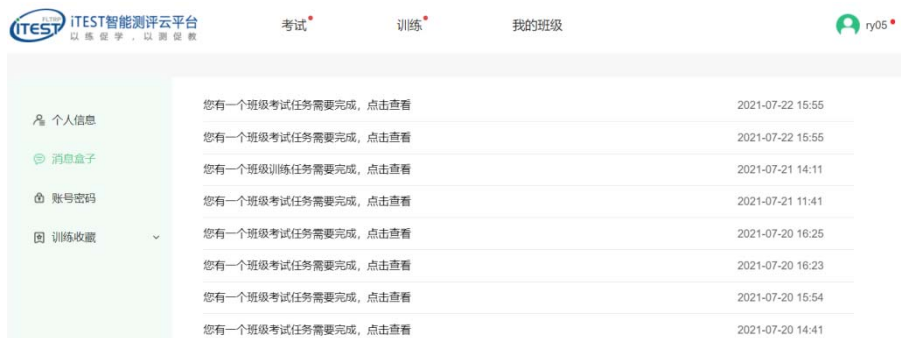 FLTRP
iTEST iTEST智能测评云平台
以练促学，以测促教
考试
训练
我的班级
ry05
个人信息
消息盒子
账号密码
训练收藏
您有一个班级考试任务需要完成，点击查看 2021-07-22 15:55
您有一个班级考试任务需要完成，点击查看 2021-07-22 15:55
您有一个班级训练任务需要完成，点击查看 2021-07-21 14:11
您有一个班级考试任务需要完成，点击查看 2021-07-21 11:41
您有一个班级考试任务需要完成，点击查看 2021-07-20 16:25
您有一个班级考试任务需要完成，点击查看 2021-07-20 16:23
您有一个班级考试任务需要完成，点击查看 2021-07-20 15:54
您有一个班级考试任务需要完成，点击查看 2021-07-20 14:41